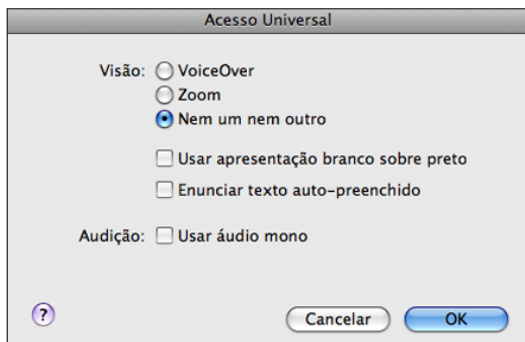 Acesso Universal
Visão: VoiceOver
Zoom
Nem um nem outro
Usar apresentação branco sobre preto
Enunciar texto auto-preenchido
Audição: Usar áudio mono
? Cancelar OK